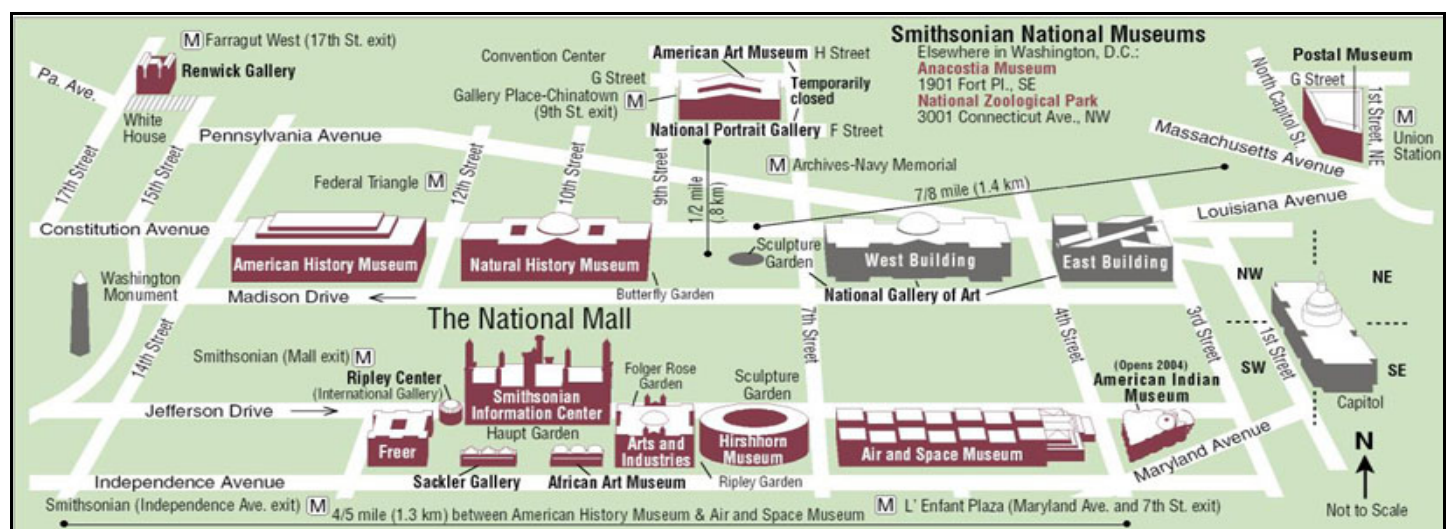 Smithsonian National Museums
Elsewhere in Washington, D.C.:
Anacostia Museum
1901 Fort Pl., SE
National Zoological Park
3001 Connecticut Ave., NW
M Farragut West (17th St. exit)
Renwick Gallery
Pa. Ave.
White
House
Convention Center
G Street
Gallery Place-Chinatown
(9th St. exit) M
American Art Museum
H Street
Temporarily
closed
National Portrait Gallery
F Street
Postal Museum
G Street
North Capitol St.
1st Street, NE
M
Union
Station
Massachusetts Avenue
Louisiana Avenue
Pennsylvania Avenue
17th Street
15th Street
Federal Triangle M
12th Street
10th Street
9th Street
1/2 mile
(.8 km)
M Archives-Navy Memorial
7/8 mile (1.4 km)
Constitution Avenue
American History Museum
Natural History Museum
Butterfly Garden
Sculpture
Garden
West Building
East Building
National Gallery of Art
Washington
Monument
Madison Drive
The National Mall
14th Street
7th Street
4th Street
3rd Street
1st Street
NW
NE
SW
SE
Capitol
Smithsonian (Mall exit) M
Ripley Center
(International Gallery)
Jefferson Drive
Freer
Smithsonian
Information Center
Haupt Garden
Folger Rose
Garden
Arts and
Industries
Sculpture
Garden
Hirshhorn
Museum
Ripley Garden
Air and Space Museum
(Opens 2004)
American Indian
Museum
Maryland Avenue
Independence Avenue
Sackler Gallery
African Art Museum
Smithsonian (Independence Ave. exit) M
4/5 mile (1.3 km) between American History Museum & Air and Space Museum
M L' Enfant Plaza (Maryland Ave. and 7th St. exit)
N
Not to Scale